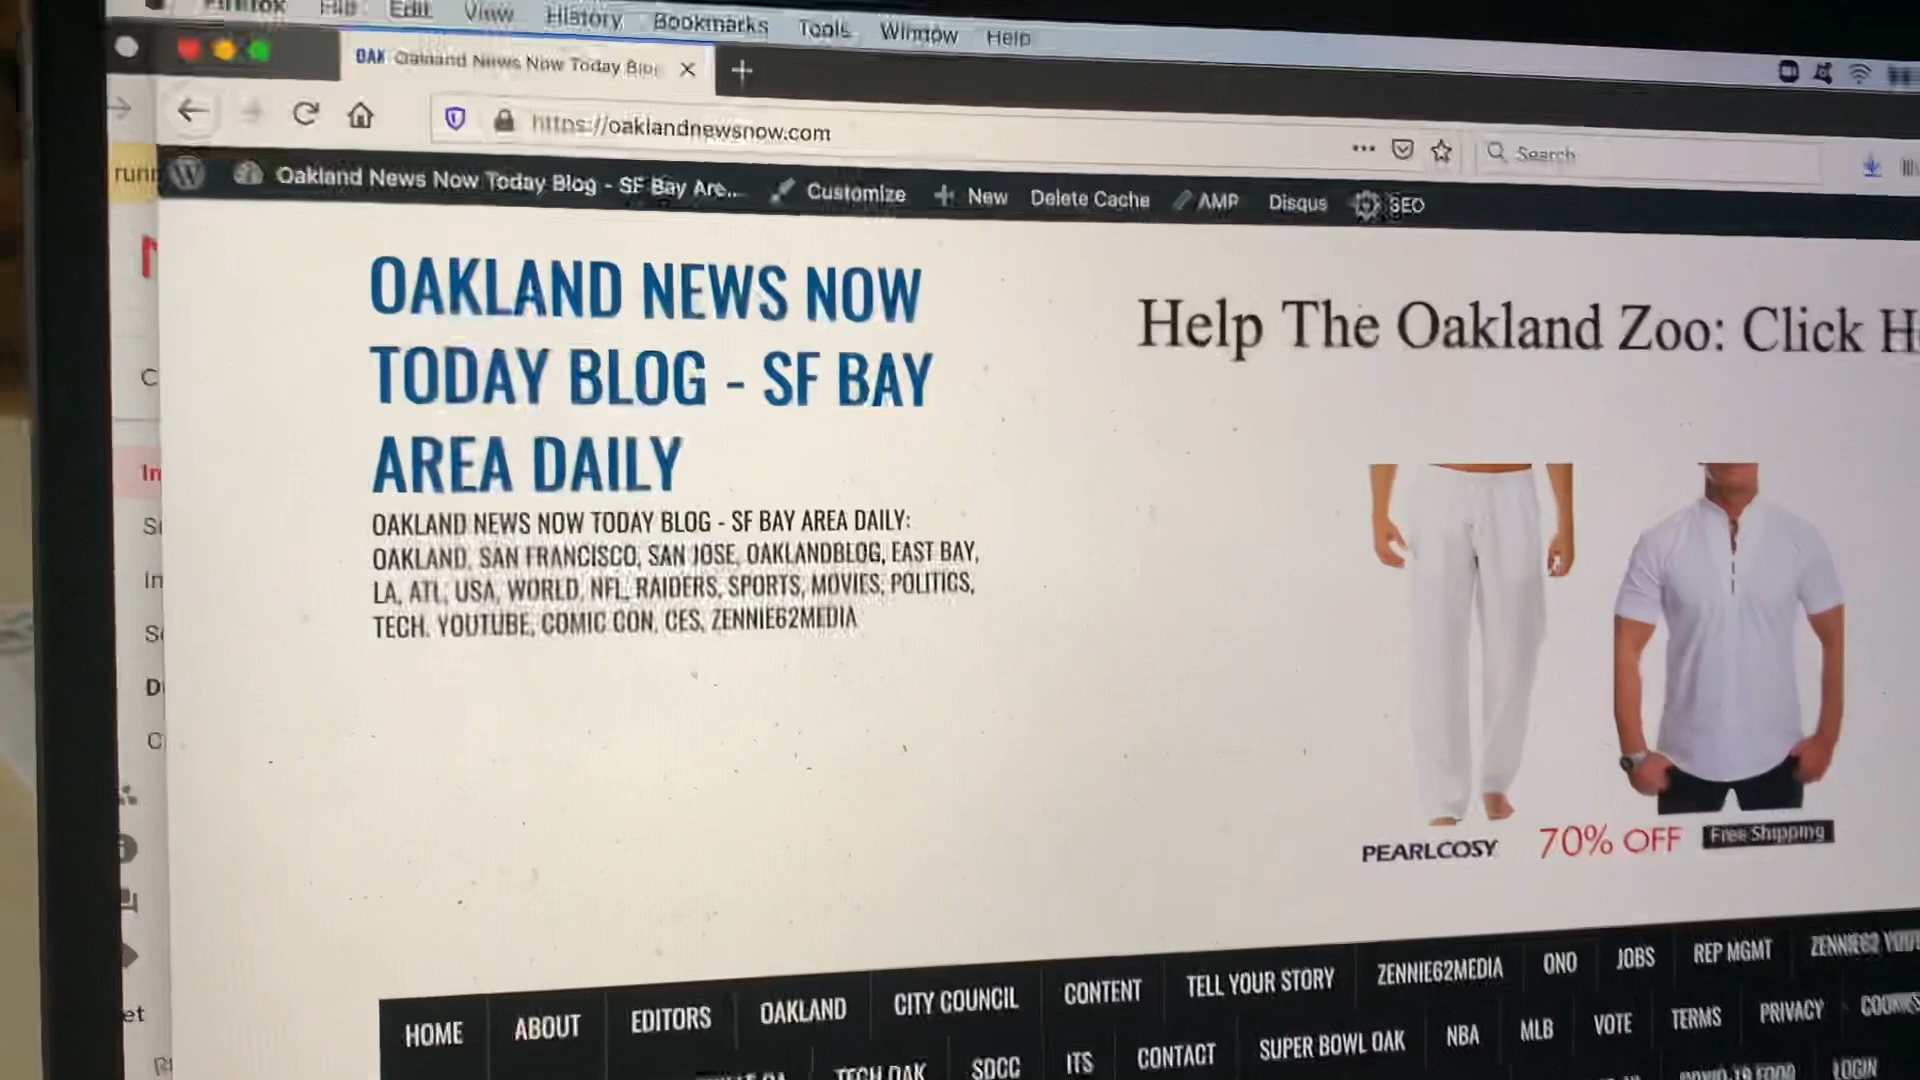 Firefox File Edit View History Bookmarks Tools Window Help
OAK Oakland News Now Today Blo
https://oaklandnewsnow.com
Search
Oakland News Now Today Blog - SF Bay Are... Customize New Delete Cache AMP Disqus SEO
OAKLAND NEWS NOW
TODAY BLOG - SF BAY
AREA DAILY
OAKLAND NEWS NOW TODAY BLOG - SF BAY AREA DAILY:
OAKLAND, SAN FRANCISCO, SAN JOSE, OAKLANDBLOG, EAST BAY,
LA, ATL, USA, WORLD, NFL, RAIDERS, SPORTS, MOVIES, POLITICS,
TECH, YOUTUBE, COMIC CON, CES, ZENNIE62MEDIA
Help The Oakland Zoo: Click H
PEARLCOSY 70% OFF Free Shipping
HOME ABOUT EDITORS OAKLAND CITY COUNCIL CONTENT TELL YOUR STORY ZENNIE62MEDIA ONO JOBS REP MGMT ZENNIE62
TECH OAK SDCC ITS CONTACT SUPER BOWL OAK NBA MLB VOTE TERMS PRIVACY
FOOD LOGIN